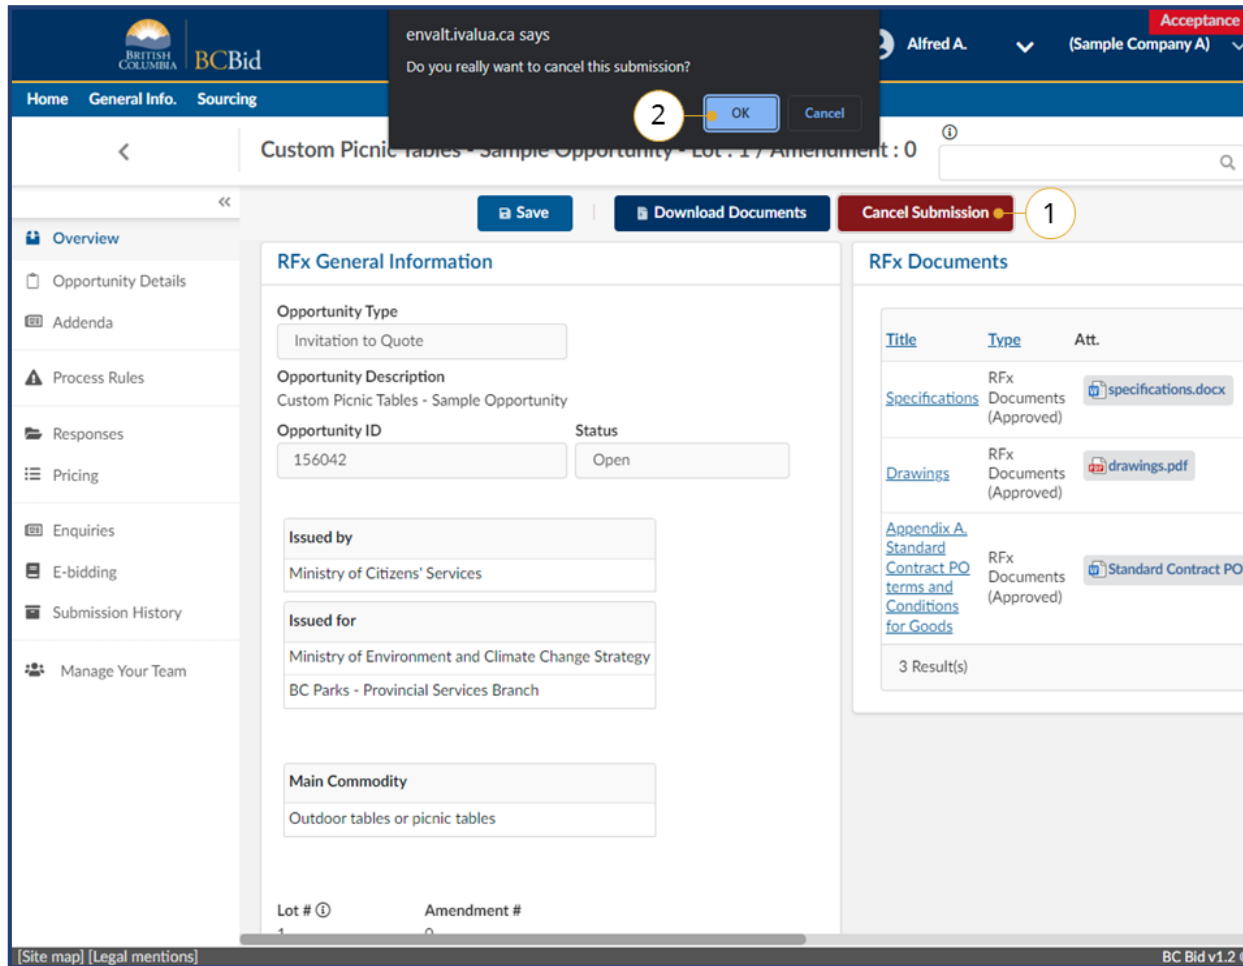 envalt.ivalua.ca says
Do you really want to cancel this submission?
2
OK
Cancel
Acceptance
BRITISH
COLUMBIA
BCBid
Alfred A.
(Sample Company A)
Home General Info. Sourcing
Custom Picnic Tables - Sample Opportunity - Lot : 1 / Amendment : 0
Save
Download Documents
Cancel Submission
1
Overview
Opportunity Details
Addenda
Process Rules
Responses
Pricing
Enquiries
E-bidding
Submission History
Manage Your Team
RFx General Information
Opportunity Type
Invitation to Quote
Opportunity Description
Custom Picnic Tables - Sample Opportunity
Opportunity ID
Status
156042
Open
Issued by
Ministry of Citizens' Services
Issued for
Ministry of Environment and Climate Change Strategy
BC Parks - Provincial Services Branch
Main Commodity
Outdoor tables or picnic tables
Lot #
Amendment #
1
0
RFx Documents
Title Type Att.
Specifications
RFx
Documents
(Approved)
specifications.docx
Drawings
RFx
Documents
(Approved)
drawings.pdf
Appendix A.
Standard
Contract PO
terms and
Conditions
for Goods
RFx
Documents
(Approved)
Standard Contract PO
3 Result(s)
[Site map] [Legal mentions]
BC Bid v1.2 ©